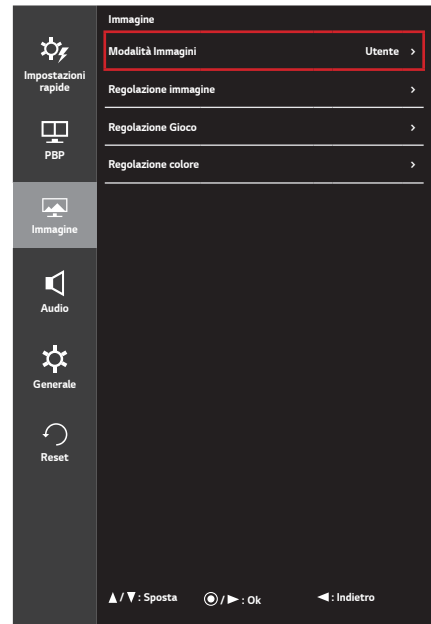 Impostazioni
rapide
PBP
Immagine
Audio
Generale
Reset
Immagine
Modalità Immagini Utente >
Regolazione immagine >
Regolazione Gioco >
Regolazione colore >
▲/▼: Sposta ◉/►: Ok ◄: Indietro